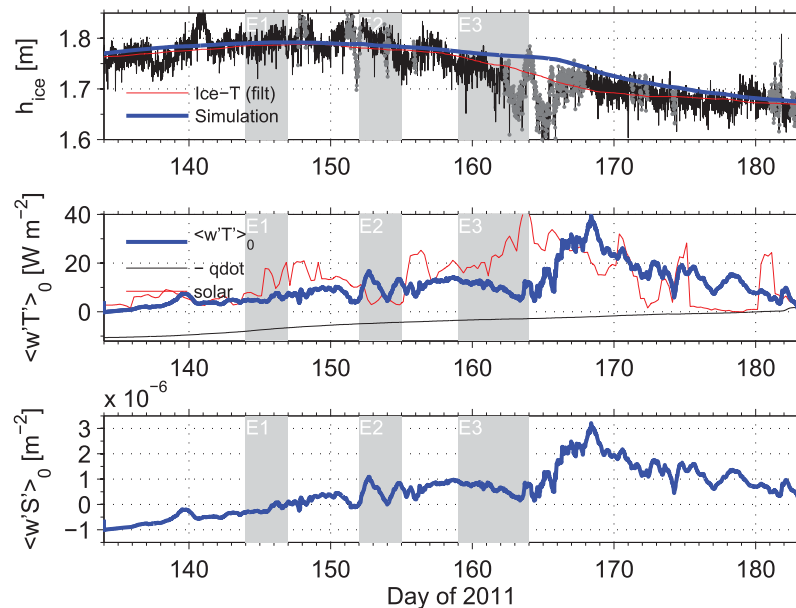 h_ice [m]
1.8
1.7
1.6
E1
E2
E3
Ice−T (filt)
Simulation
140 150 160 170 180
<w'T'>_0 [W m−2]
40
20
0
E1
E2
E3
<w'T'>_0
− qdot
solar
140 150 160 170 180
x 10^−6
<w'S'>_0 [m−2]
3
2
1
0
−1
E1
E2
E3
140 150 160 170 180
Day of 2011